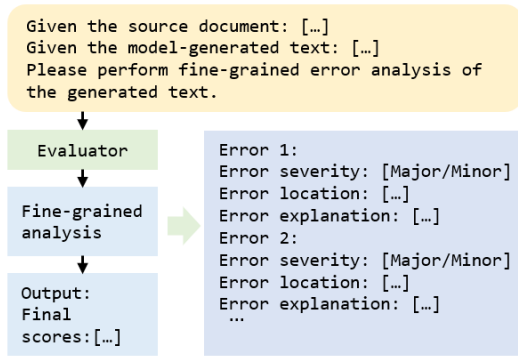 Given the source document: […]
Given the model-generated text: […]
Please perform fine-grained error analysis of
the generated text.
Evaluator
Fine-grained
analysis
Output:
Final
scores:[…]
Error 1:
Error severity: [Major/Minor]
Error location: […]
Error explanation: […]
Error 2:
Error severity: [Major/Minor]
Error location: […]
Error explanation: […]
…